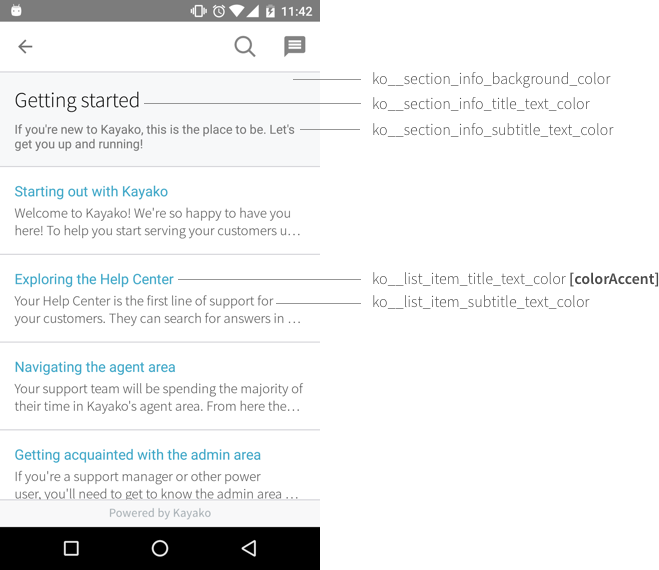 11:42
ko__section_info_background_color
Getting started
ko__section_info_title_text_color
If you're new to Kayako, this is the place to be. Let's
get you up and running!
ko__section_info_subtitle_text_color
Starting out with Kayako
Welcome to Kayako! We're so happy to have you
here! To help you start serving your customers u…
Exploring the Help Center
ko__list_item_title_text_color [colorAccent]
Your Help Center is the first line of support for
your customers. They can search for answers in …
ko__list_item_subtitle_text_color
Navigating the agent area
Your support team will be spending the majority of
their time in Kayako's agent area. From here the…
Getting acquainted with the admin area
If you're a support manager or other power
user, you'll need to get to know the admin area …
Powered by Kayako